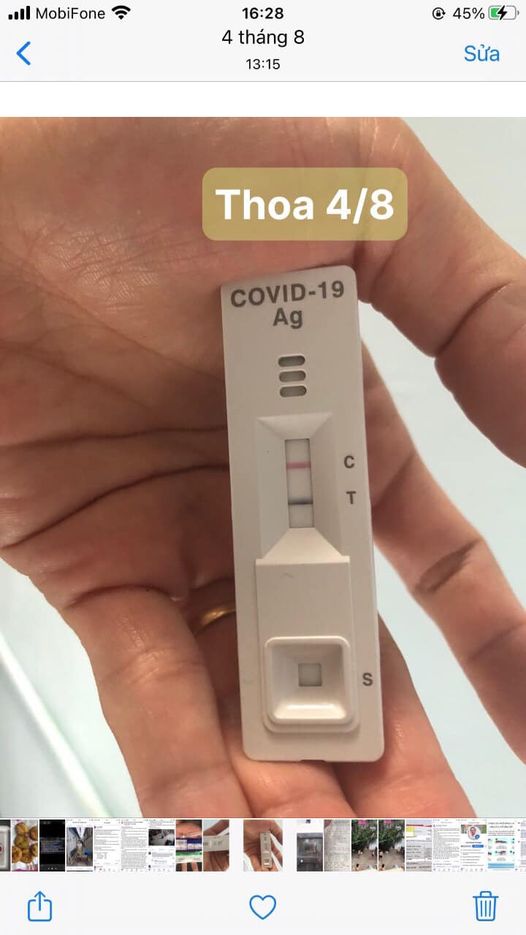 MobiFone
16:28
45%
4 tháng 8
13:15
Sửa
Thoa 4/8
COVID-19
Ag
C
T
S